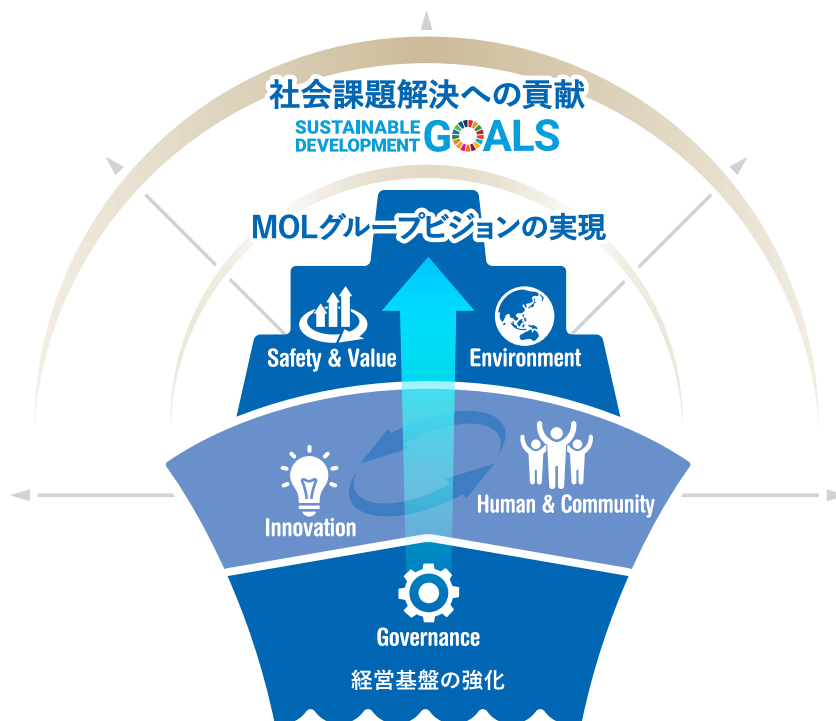 社会課題解決への貢献
SUSTAINABLE
DEVELOPMENT
GOALS
MOLグループビジョンの実現
Safety & Value
Environment
Innovation
Human & Community
Governance
経営基盤の強化